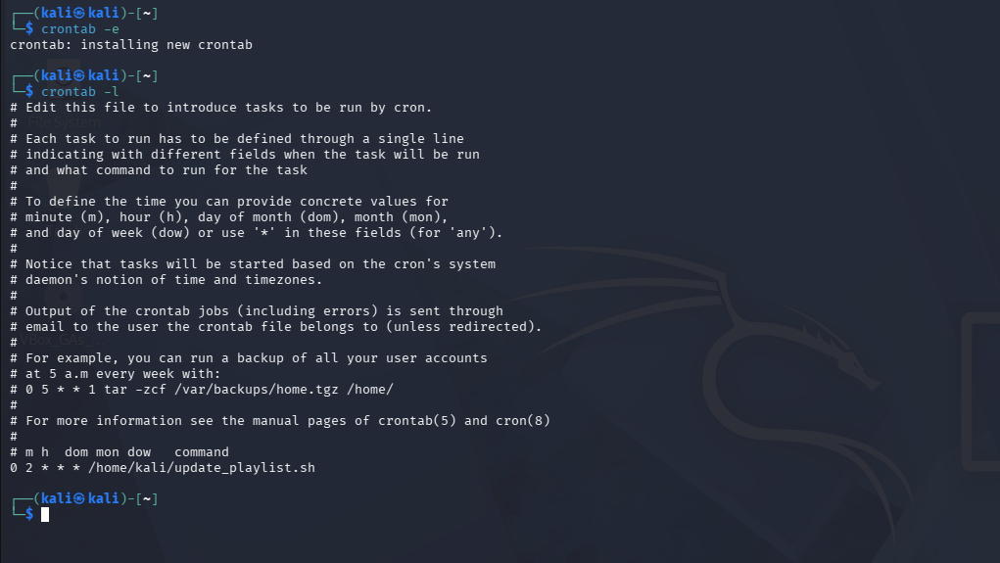 ┌──(kali㉿kali)-[~]
└─$ crontab -e
crontab: installing new crontab
┌──(kali㉿kali)-[~]
└─$ crontab -l
# Edit this file to introduce tasks to be run by cron.
#
# Each task to run has to be defined through a single line
# indicating with different fields when the task will be run
# and what command to run for the task
#
# To define the time you can provide concrete values for
# minute (m), hour (h), day of month (dom), month (mon),
# and day of week (dow) or use '*' in these fields (for 'any').
#
# Notice that tasks will be started based on the cron's system
# daemon's notion of time and timezones.
#
# Output of the crontab jobs (including errors) is sent through
# email to the user the crontab file belongs to (unless redirected).
#
# For example, you can run a backup of all your user accounts
# at 5 a.m every week with:
# 0 5 * * 1 tar -zcf /var/backups/home.tgz /home/
#
# For more information see the manual pages of crontab(5) and cron(8)
#
# m h  dom mon dow   command
0 2 * * * /home/kali/update_playlist.sh
┌──(kali㉿kali)-[~]
└─$
File System
VBox_GAs_...